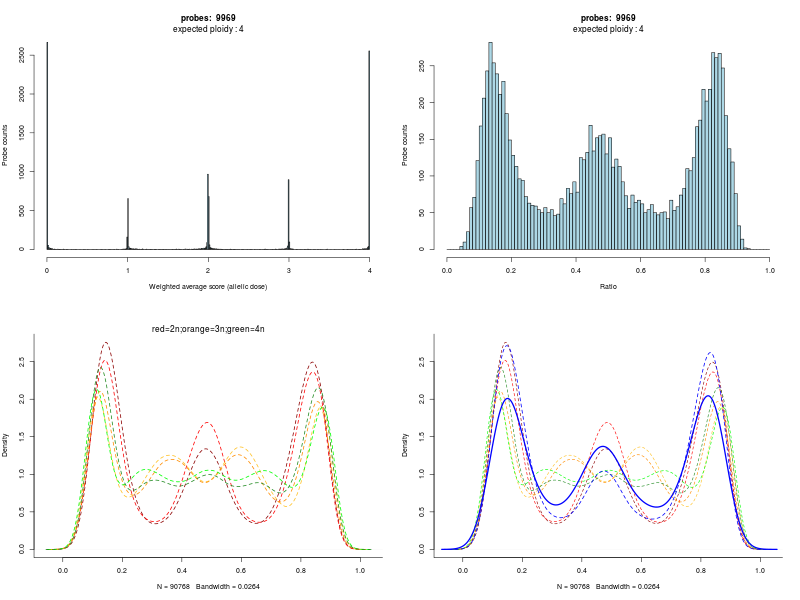 probes: 9969
expected ploidy : 4
Probe counts
2500
2000
1500
1000
500
0
0 1 2 3 4
Weighted average score (allelic dose)
probes: 9969
expected ploidy : 4
Probe counts
250
200
150
100
50
0
0.0 0.2 0.4 0.6 0.8 1.0
Ratio
red=2n;orange=3n;green=4n
Density
2.5
2.0
1.5
1.0
0.5
0.0
0.0 0.2 0.4 0.6 0.8 1.0
N = 90768 Bandwidth = 0.0264
Density
2.5
2.0
1.5
1.0
0.5
0.0
0.0 0.2 0.4 0.6 0.8 1.0
N = 90768 Bandwidth = 0.0264